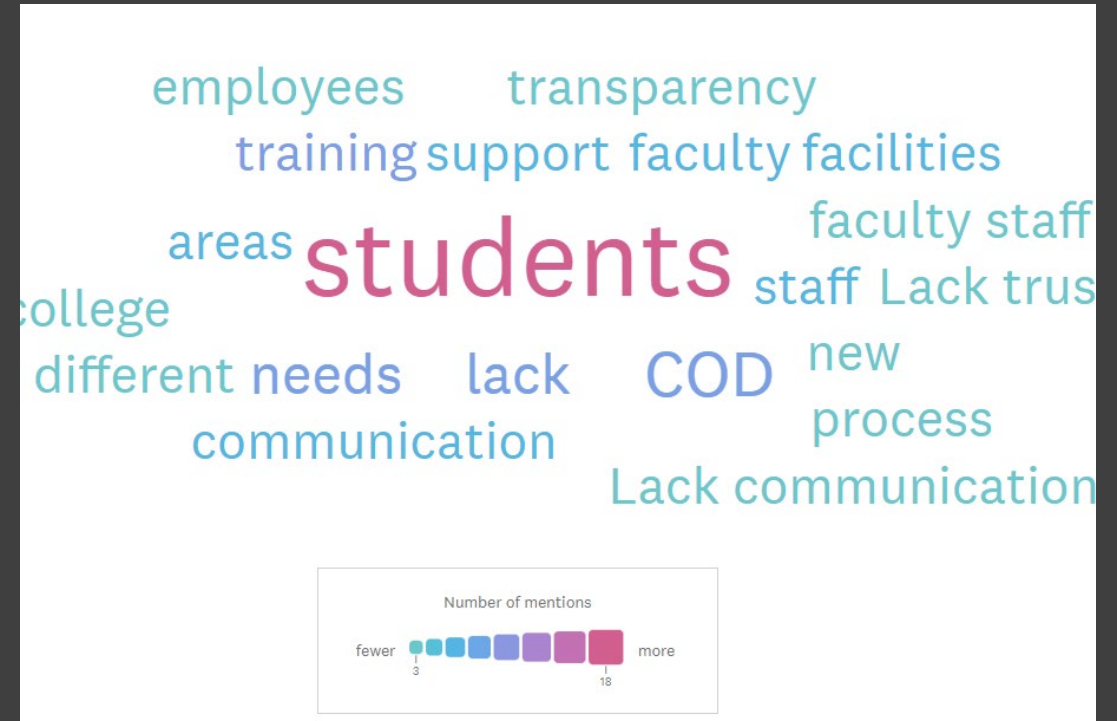 employees transparency
training support faculty facilities
faculty staff
areas students
staff Lack trus
college
new
different needs lack COD
process
communication
Lack communication
Number of mentions
fewer more
3 18